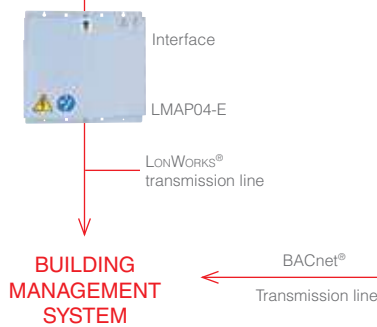 Interface
LMAP04-E
LonWorks®
transmission line
BUILDING
MANAGEMENT
SYSTEM
BACnet®
Transmission line